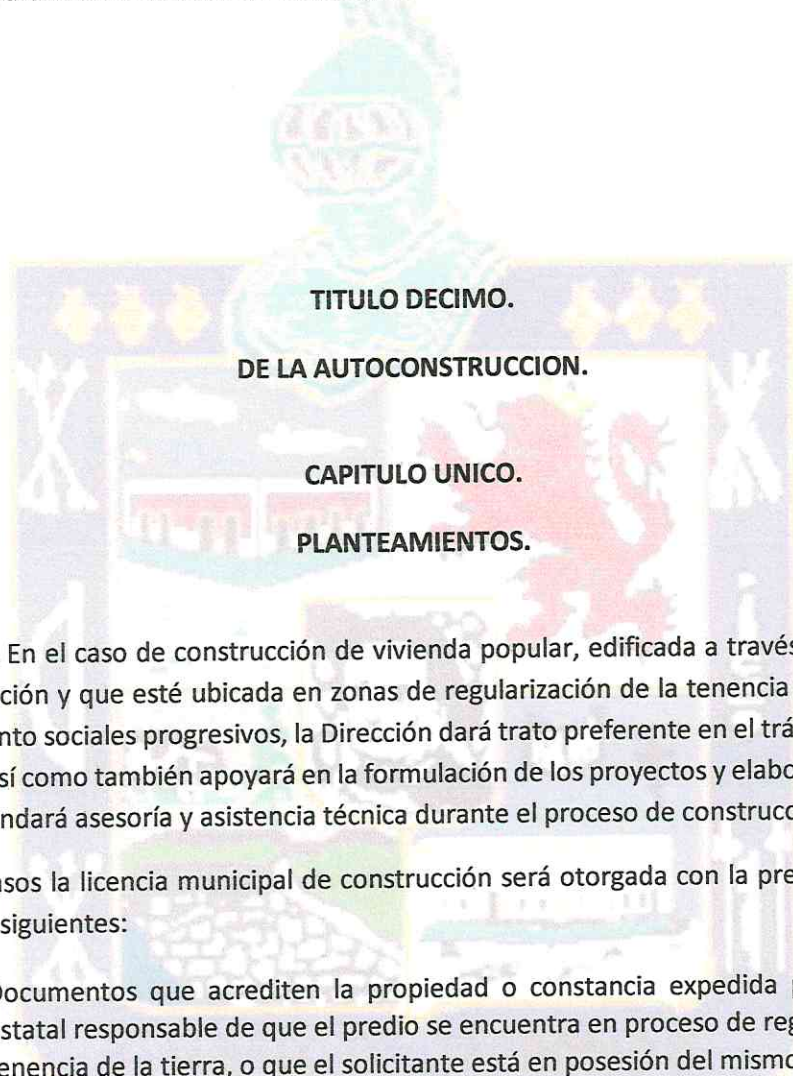 TITULO DECIMO.
DE LA AUTOCONSTRUCCION.
CAPITULO UNICO.
PLANTEAMIENTOS.
En el caso de construcción de vivienda popular, edificada a través
ción y que esté ubicada en zonas de regularización de la tenencia
nto sociales progresivos, la Dirección dará trato preferente en el trá
sí como también apoyará en la formulación de los proyectos y elabo
ndará asesoría y asistencia técnica durante el proceso de construcc
sos la licencia municipal de construcción será otorgada con la pre
siguientes:
Documentos que acrediten la propiedad o constancia expedida p
statal responsable de que el predio se encuentra en proceso de reg
enencia de la tierra, o que el solicitante está en posesión del mismo